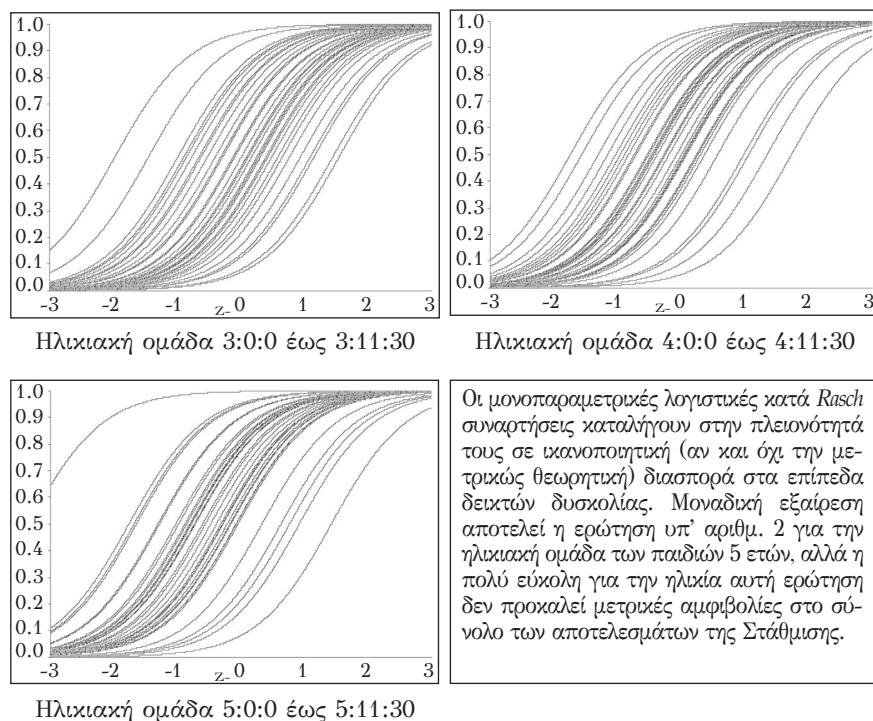 1.0
0.9
0.8
0.7
0.6
0.5
0.4
0.3
0.2
0.1
0.0
-3 -2 -1 z- 0 1 2 3
Ηλικιακή ομάδα 3:0:0 έως 3:11:30
1.0
0.9
0.8
0.7
0.6
0.5
0.4
0.3
0.2
0.1
0.0
-3 -2 -1 z- 0 1 2 3
Ηλικιακή ομάδα 4:0:0 έως 4:11:30
1.0
0.9
0.8
0.7
0.6
0.5
0.4
0.3
0.2
0.1
0.0
-3 -2 -1 z- 0 1 2 3
Ηλικιακή ομάδα 5:0:0 έως 5:11:30
Οι μονοπαραμετρικές λογιστικές κατά Rasch
συναρτήσεις καταλήγουν στην πλειονότητά
τους σε ικανοποιητική (αν και όχι την με-
τρικώς θεωρητική) διασπορά στα επίπεδα
δεικτών δυσκολίας. Μοναδική εξαίρεση
αποτελεί η ερώτηση υπ’ αριθμ. 2 για την
ηλικιακή ομάδα των παιδιών 5 ετών, αλλά η
πολύ εύκολη για την ηλικία αυτή ερώτηση
δεν προκαλεί μετρικές αμφιβολίες στο σύ-
νολο των αποτελεσμάτων της Στάθμισης.